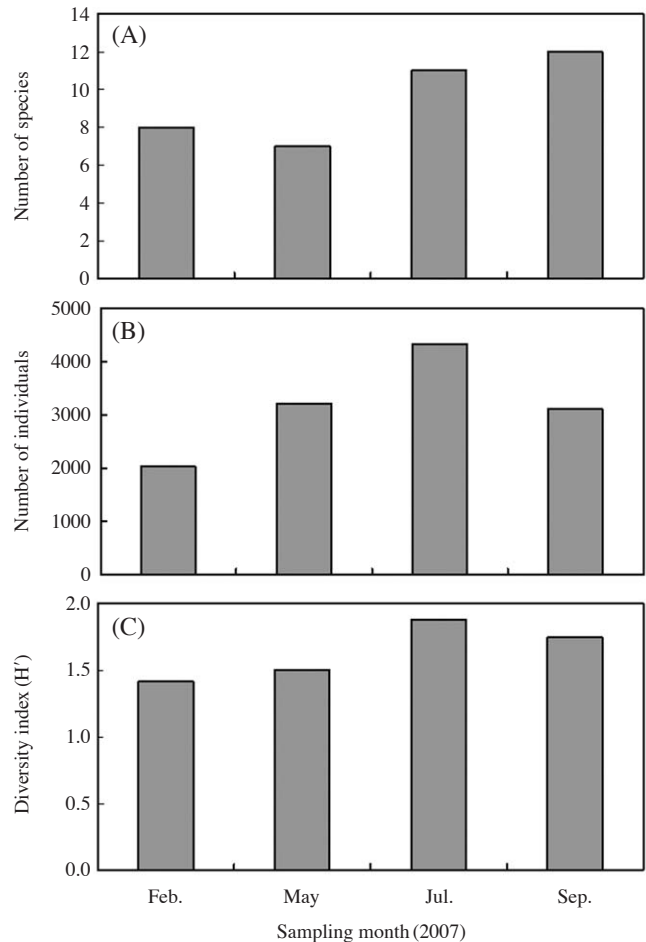 (A)
Number of species
14
12
10
8
6
4
2
0
(B)
Number of individuals
5000
4000
3000
2000
1000
0
(C)
Diversity index (H′)
2.0
1.5
1.0
0.5
0.0
Feb. May Jul. Sep.
Sampling month (2007)